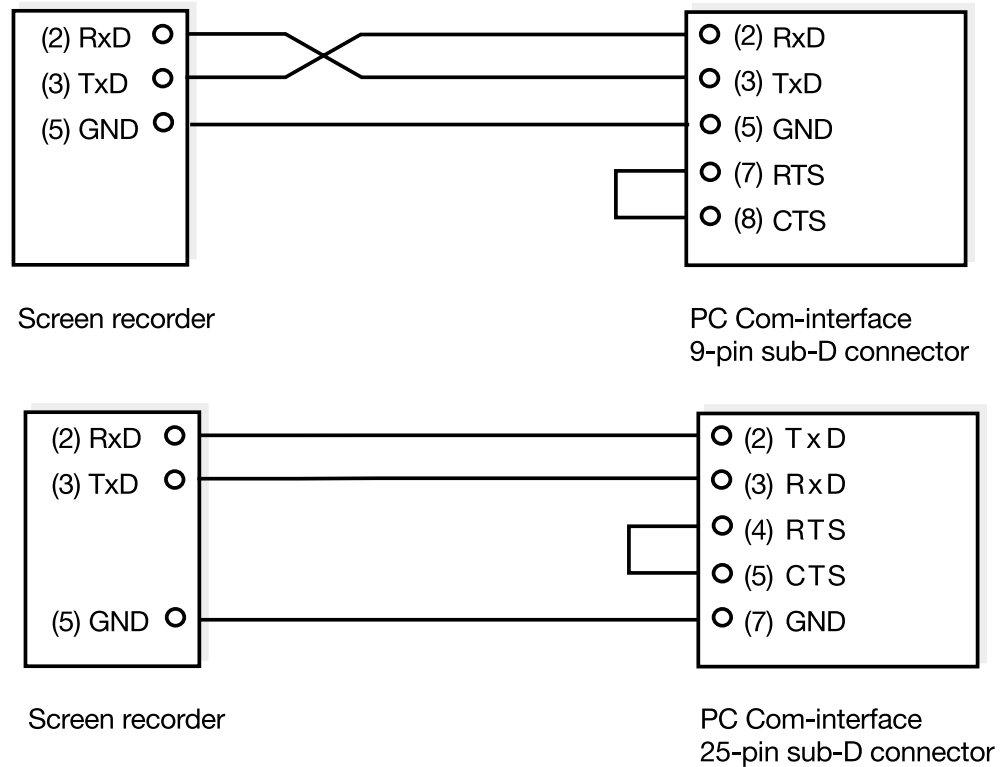 (2) RxD
(3) TxD
(5) GND
(2) RxD
(3) TxD
(5) GND
(7) RTS
(8) CTS
Screen recorder
PC Com-interface
9-pin sub-D connector
(2) RxD
(3) TxD
(5) GND
(2) TxD
(3) RxD
(4) RTS
(5) CTS
(7) GND
Screen recorder
PC Com-interface
25-pin sub-D connector